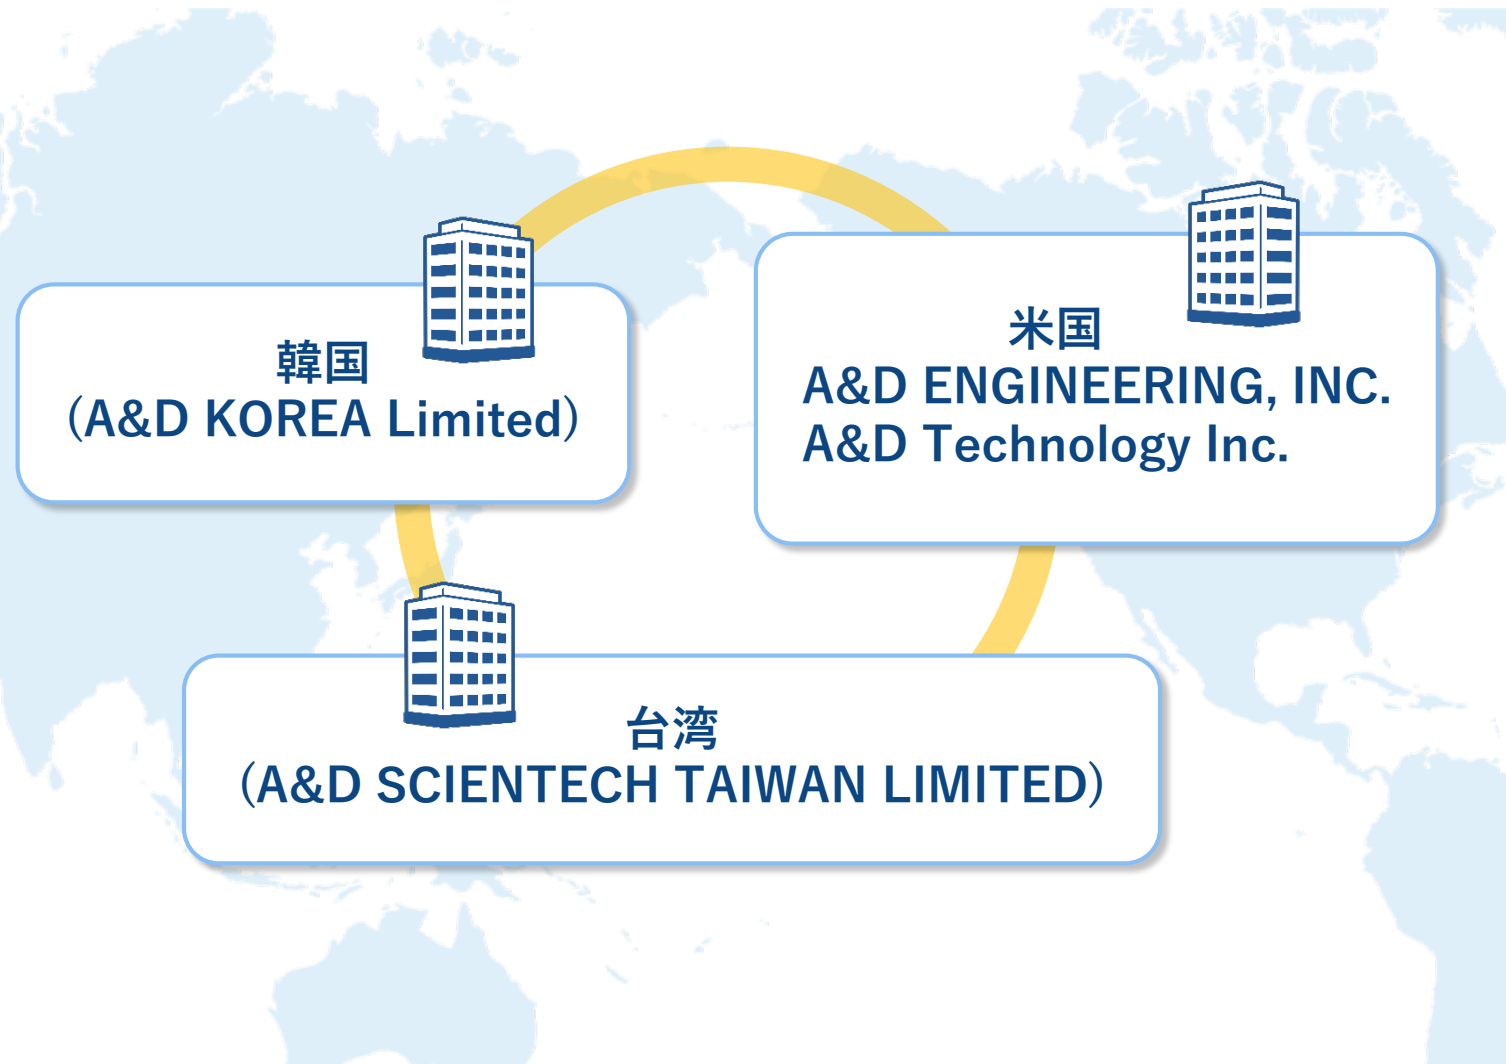 韓国
(A&D KOREA Limited)
米国
A&D ENGINEERING, INC.
A&D Technology Inc.
台湾
(A&D SCIENTECH TAIWAN LIMITED)